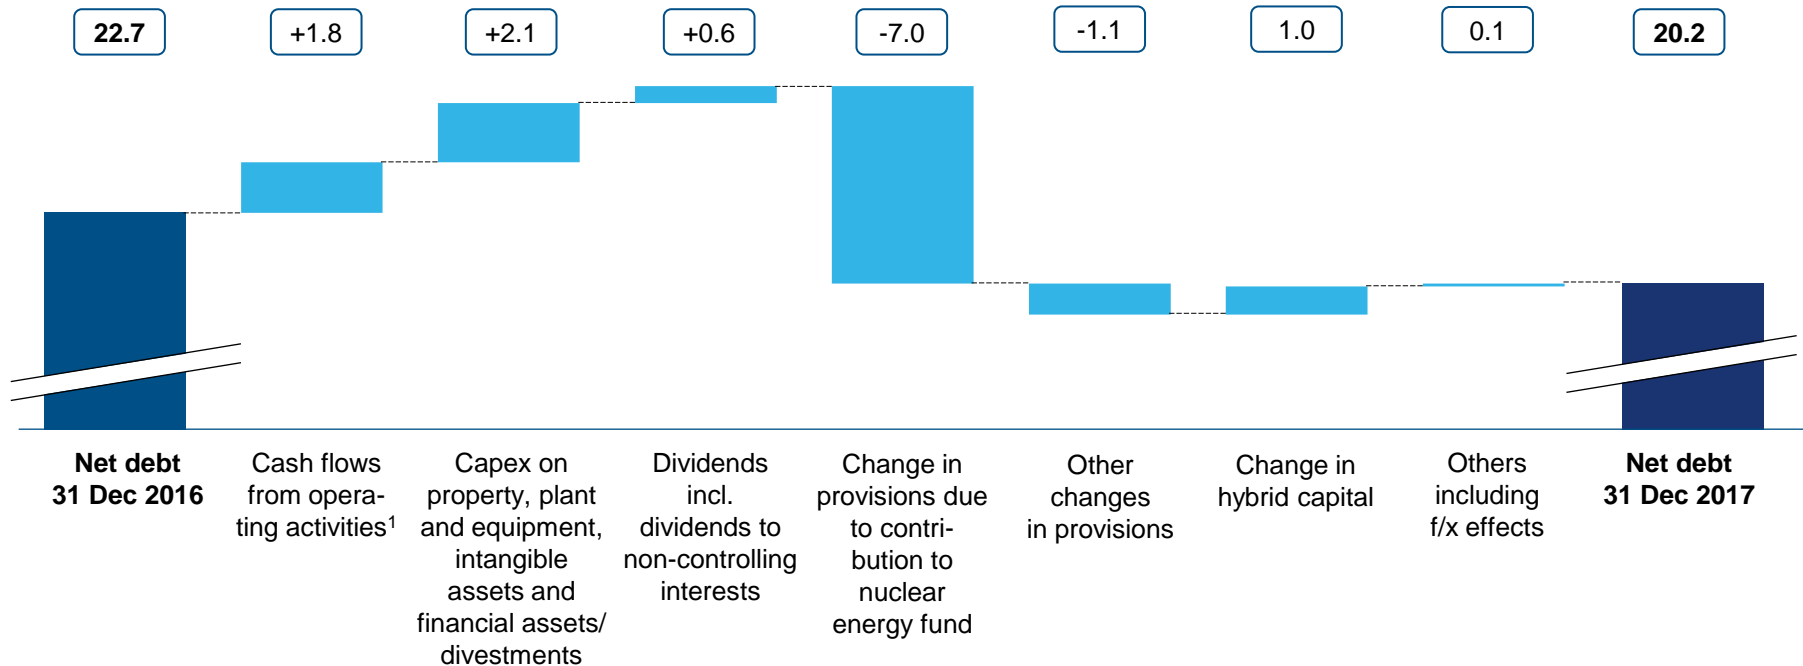 22.7
+1.8
+2.1
+0.6
-7.0
-1.1
1.0
0.1
20.2
Net debt
31 Dec 2016
Cash flows
from opera-
ting activities¹
Capex on
property, plant
and equipment,
intangible
assets and
financial assets/
divestments
Dividends
incl.
dividends to
non-controlling
interests
Change in
provisions due
to contri-
bution to
nuclear
energy fund
Other
changes
in provisions
Change in
hybrid capital
Others
including
f/x effects
Net debt
31 Dec 2017